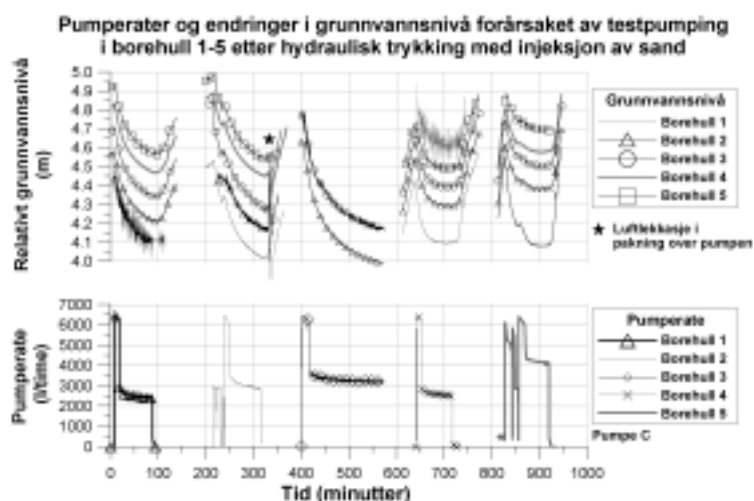 Pumperater og endringer i grunnvannsnivå forårsaket av testpumping
i borehull 1-5 etter hydraulisk trykking med injeksjon av sand
Relativt grunnvannsnivå
(m)
5.0
4.9
4.8
4.7
4.6
4.5
4.4
4.3
4.2
4.1
4.0
Grunnvannsnivå
Borehull 1
Borehull 2
Borehull 3
Borehull 4
Borehull 5
★ Luftlekkasje i
pakning over pumpen
Pumperate
(l/time)
7000
6000
5000
4000
3000
2000
1000
0
Pumperate
Borehull 1
Borehull 2
Borehull 3
Borehull 4
Borehull 5
Pumpe C
0 100 200 300 400 500 600 700 800 900 1000
Tid (minutter)